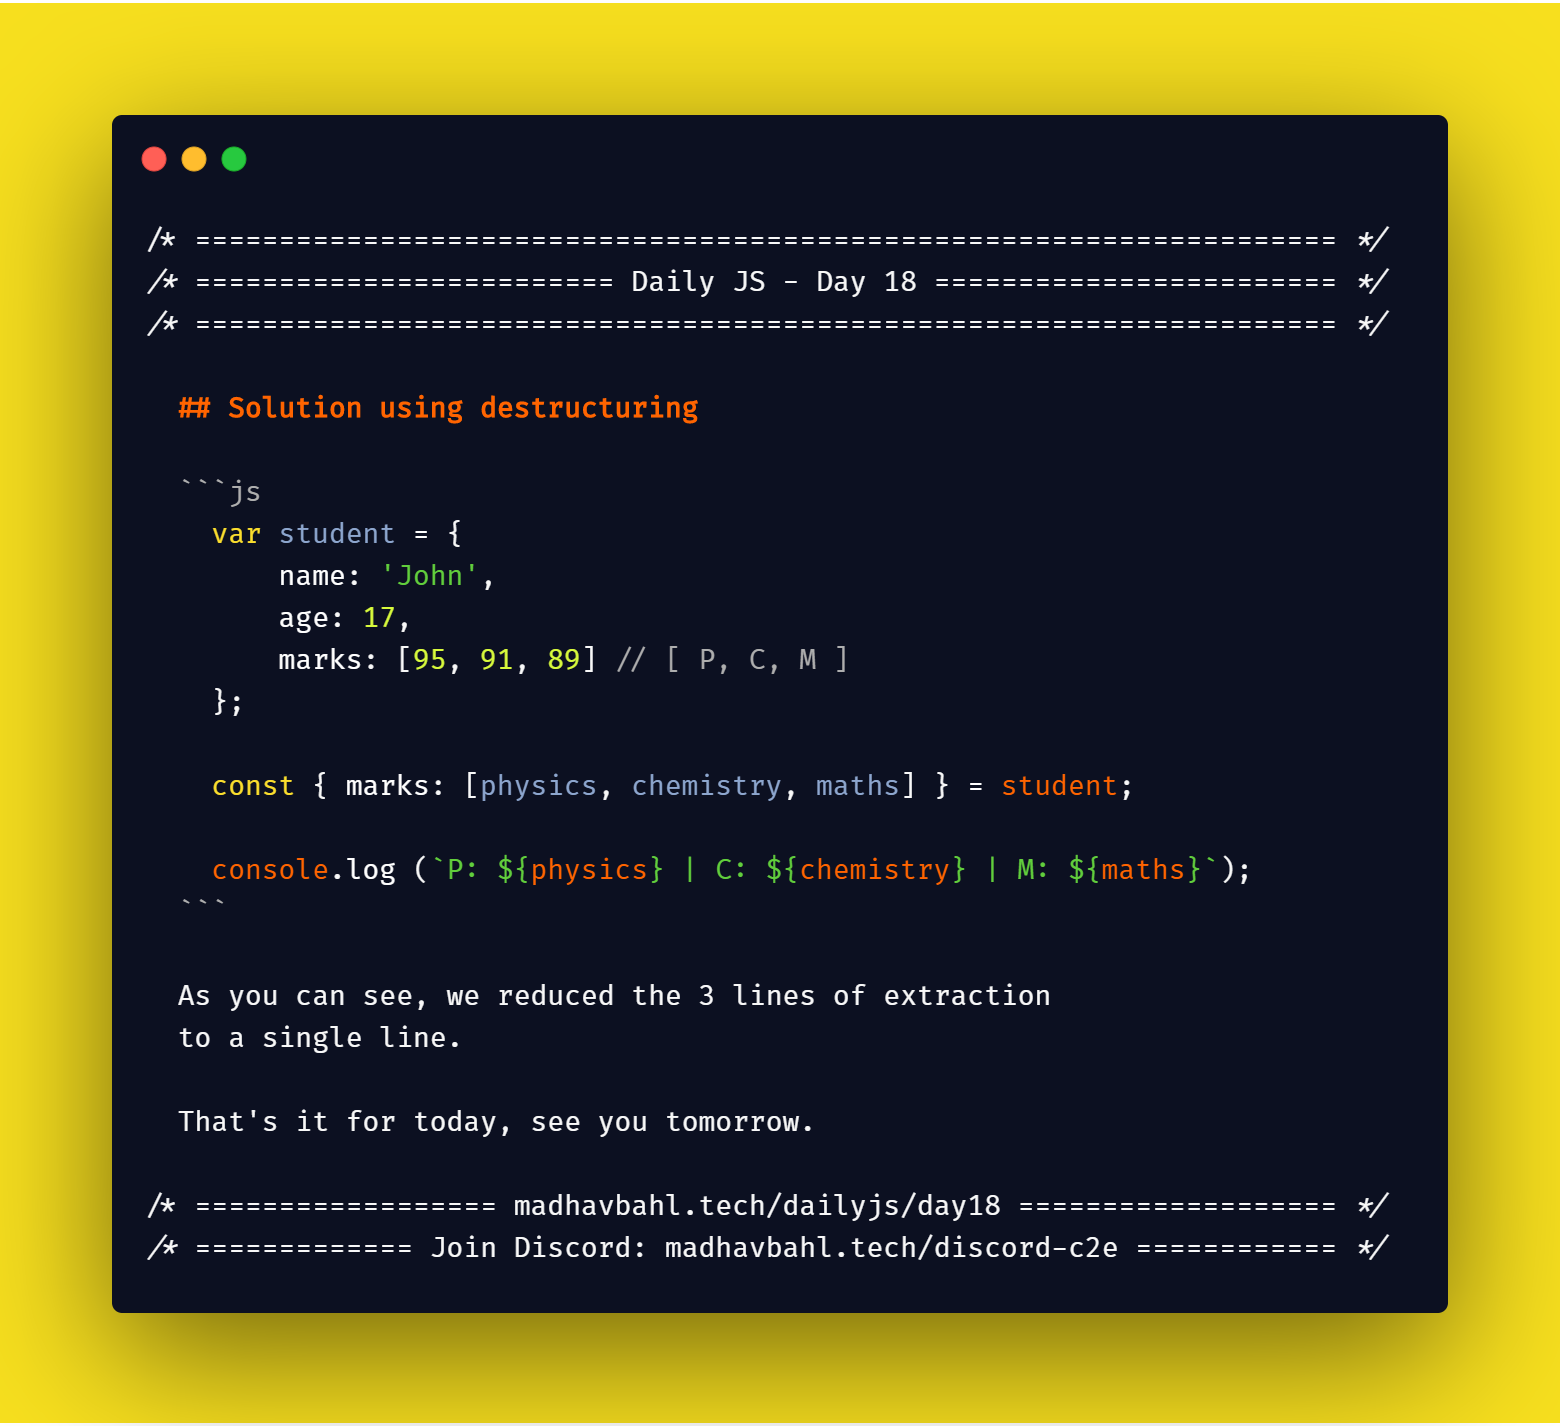 /* ==================================================================== */
/* ========================= Daily JS - Day 18 ======================== */
/* ==================================================================== */
## Solution using destructuring
```js
var student = {
name: 'John',
age: 17,
marks: [95, 91, 89] // [ P, C, M ]
};
const { marks: [physics, chemistry, maths] } = student;
console.log (`P: ${physics} | C: ${chemistry} | M: ${maths}`);
```
As you can see, we reduced the 3 lines of extraction
to a single line.
That's it for today, see you tomorrow.
/* ================== madhavbahl.tech/dailyjs/day18 =================== */
/* ============= Join Discord: madhavbahl.tech/discord-c2e ============ */